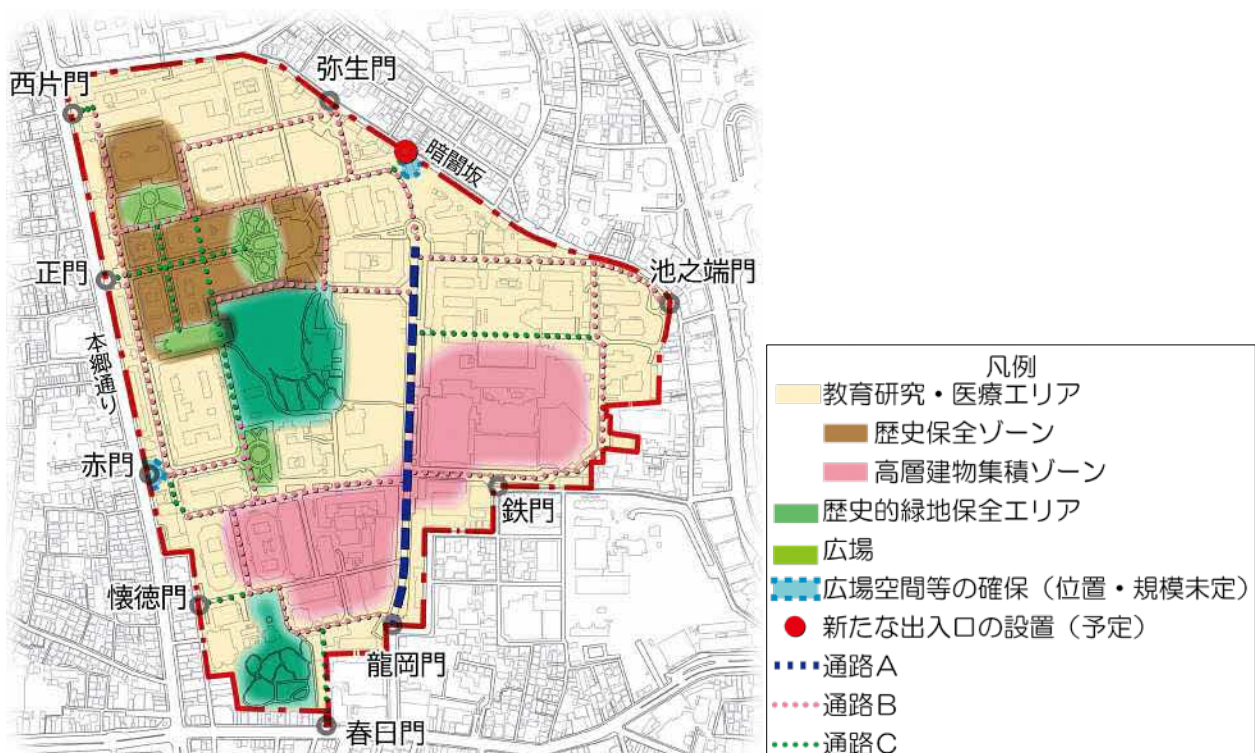 西片門
弥生門
暗闇坂
正門
池之端門
本郷通り
赤門
鉄門
懐徳門
龍岡門
春日門
凡例
教育研究・医療エリア
歴史保全ゾーン
高層建物集積ゾーン
歴史的緑地保全エリア
広場
広場空間等の確保（位置・規模未定）
新たな出入口の設置（予定）
通路A
通路B
通路C